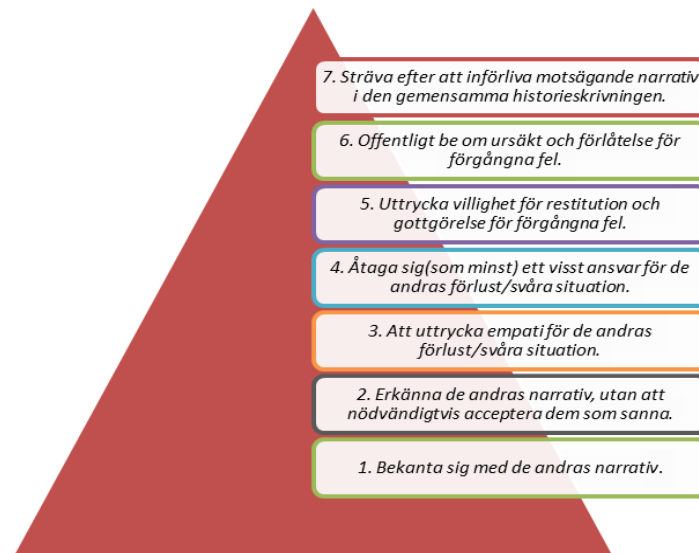 7. Sträva efter att införliva motsägande narrativ
i den gemensamma historieskrivningen.
6. Offentligt be om ursäkt och förlåtelse för
förgångna fel.
5. Uttrycka villighet för restitution och
gottgörelse för förgångna fel.
4. Åtaga sig(som minst) ett visst ansvar för de
andras förlust/svåra situation.
3. Att uttrycka empati för de andras
förlust/svåra situation.
2. Erkänna de andras narrativ, utan att
nödvändigtvis acceptera dem som sanna.
1. Bekanta sig med de andras narrativ.